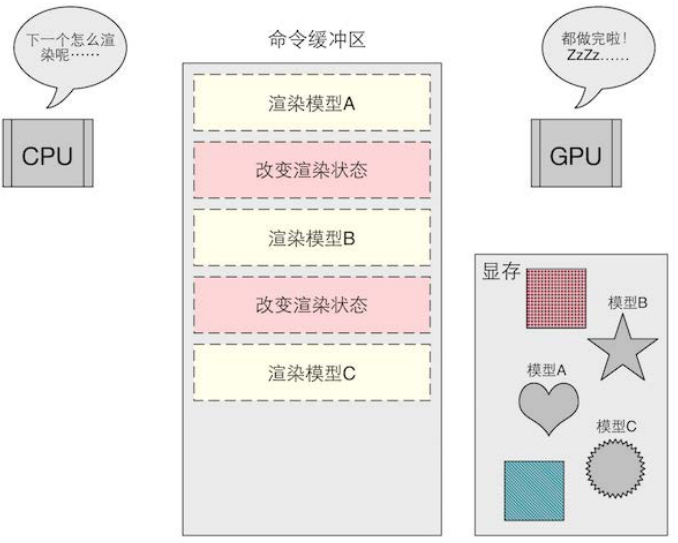 下一个怎么渲
染呢……
命令缓冲区
都做完啦！
ZzZz……
CPU
GPU
渲染模型A
改变渲染状态
渲染模型B
改变渲染状态
渲染模型C
显存
模型B
模型A
模型C